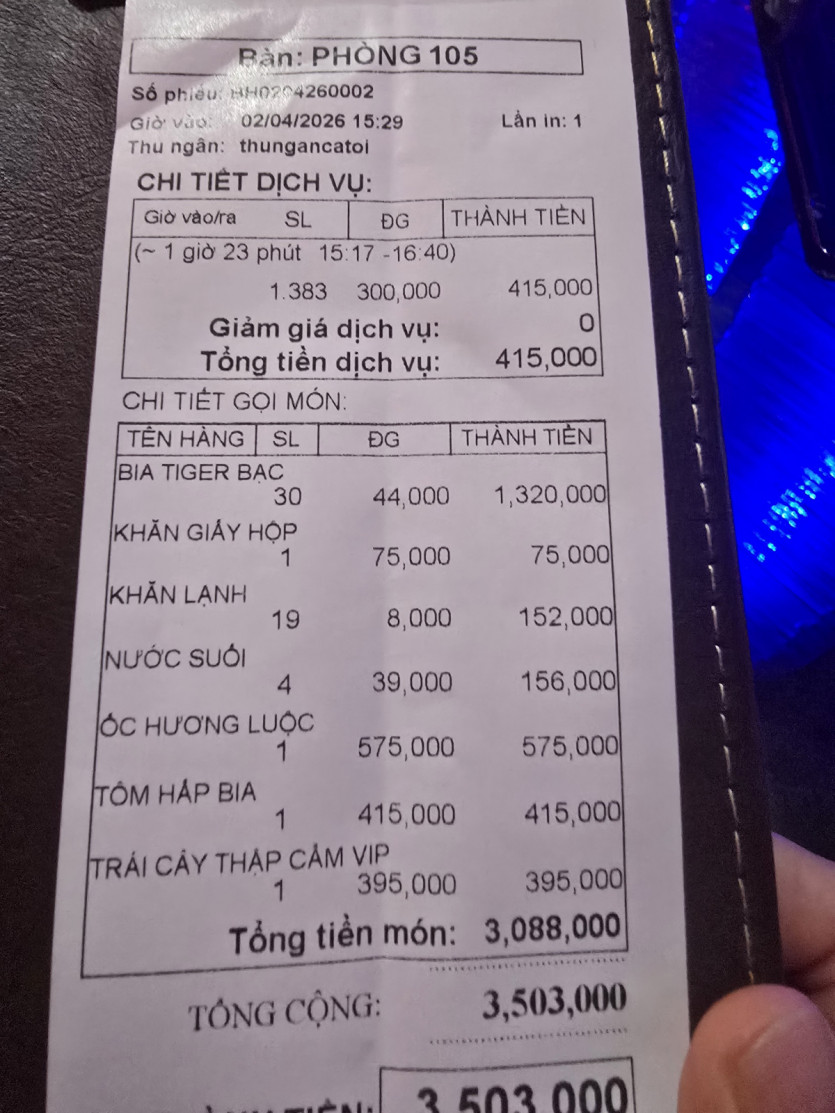 Bàn: PHÒNG 105
Số phiếu: HH0204260002
Giờ vào: 02/04/2026 15:29 Lần in: 1
Thu ngân: thungancatoi
CHI TIẾT DỊCH VỤ:
Giờ vào/ra SL ĐG THÀNH TIỀN
(~ 1 giờ 23 phút 15:17 -16:40)
1.383 300,000 415,000
Giảm giá dịch vụ: 0
Tổng tiền dịch vụ: 415,000
CHI TIẾT GỌI MÓN:
TÊN HÀNG SL ĐG THÀNH TIỀN
BIA TIGER BẠC
30 44,000 1,320,000
KHĂN GIẤY HỘP
1 75,000 75,000
KHĂN LẠNH
19 8,000 152,000
NƯỚC SUỐI
4 39,000 156,000
ỐC HƯƠNG LUỘC
1 575,000 575,000
TÔM HẤP BIA
1 415,000 415,000
TRÁI CÂY THẬP CẨM VIP
1 395,000 395,000
Tổng tiền món: 3,088,000
TỔNG CỘNG: 3,503,000
TIỀN: 3,503,000